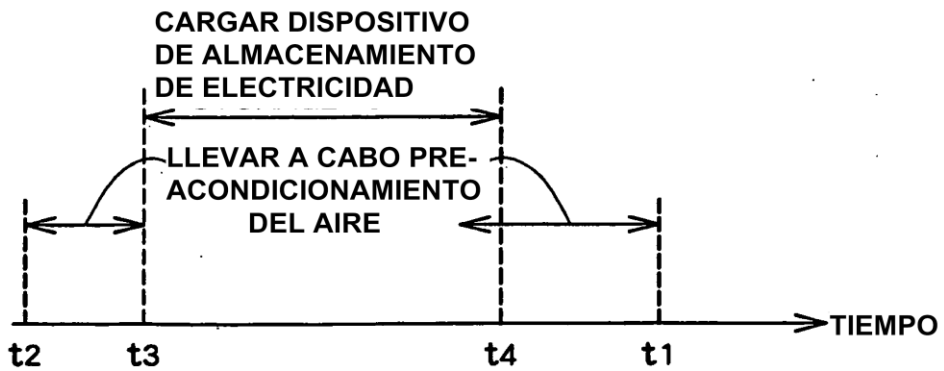 CARGAR DISPOSITIVO
DE ALMACENAMIENTO
DE ELECTRICIDAD
LLEVAR A CABO PRE-
ACONDICIONAMIENTO
DEL AIRE
TIEMPO
t2 t3 t4 t1